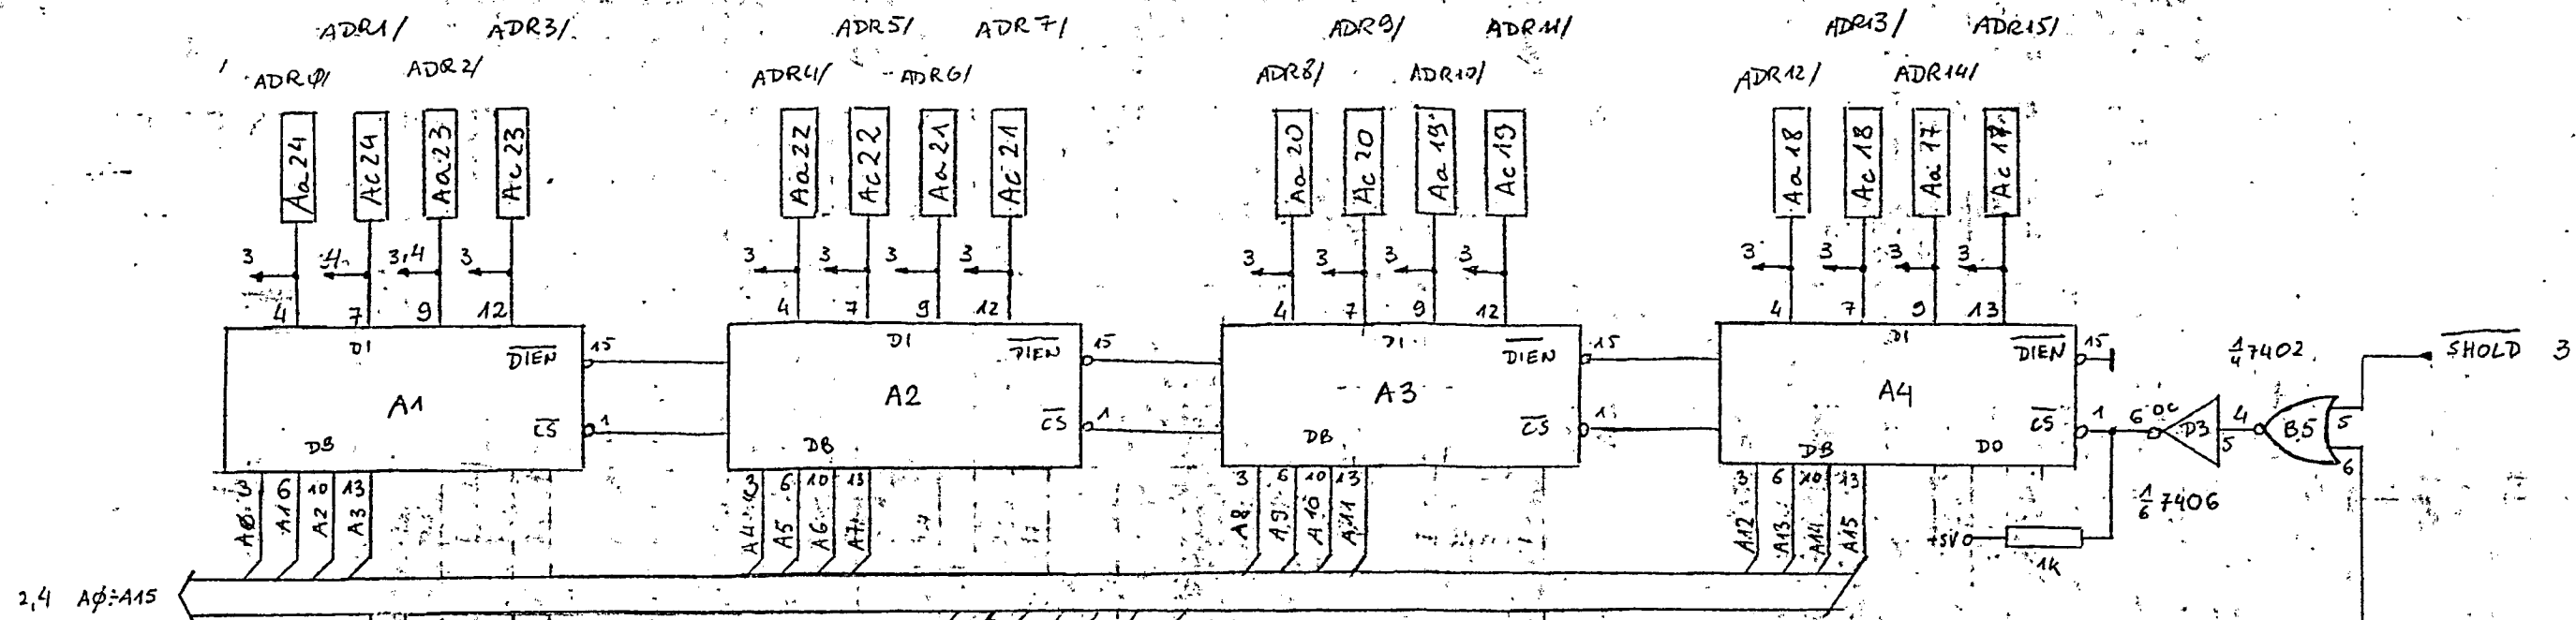 ADR1/ ADR3/ ADR5/ ADR7/ ADR9/ ADR11/ ADR13/ ADR15/
ADRϕ/ ADR2/ ADR4/ ADR6/ ADR8/ ADR10/ ADR12/ ADR14/
Aa24 Ac24 Aa23 Ac23 Aa22 Ac22 Aa21 Ac21 Aa20 Ac20 Aa19 Ac19 Aa18 Ac18 Aa17 Ac17
3 4 3,4 3 3 3 3 3 3 3 3 3 3 3 3 3
4 7 9 12 4 7 9 12 4 7 9 12 4 7 9 13
DI DIEN 15 DI DIEN 15 DI DIEN 15 DI DIEN 15 1/4 7402 SHOLD 3
A1 A2 A3 A4
CS 1 CS 1 CS 1 CS 1 6 OC D3 5 4 B5 5 6
DB DB DB DB DO
3 6 10 13 3 6 10 13 3 6 10 13 3 6 10 13
1/6 7406
Aϕ A1 A2 A3 A4 A5 A6 A7 A8 A9 A10 A11 A12 A13 A14 A15
+5V 1K
2,4 Aϕ÷A15